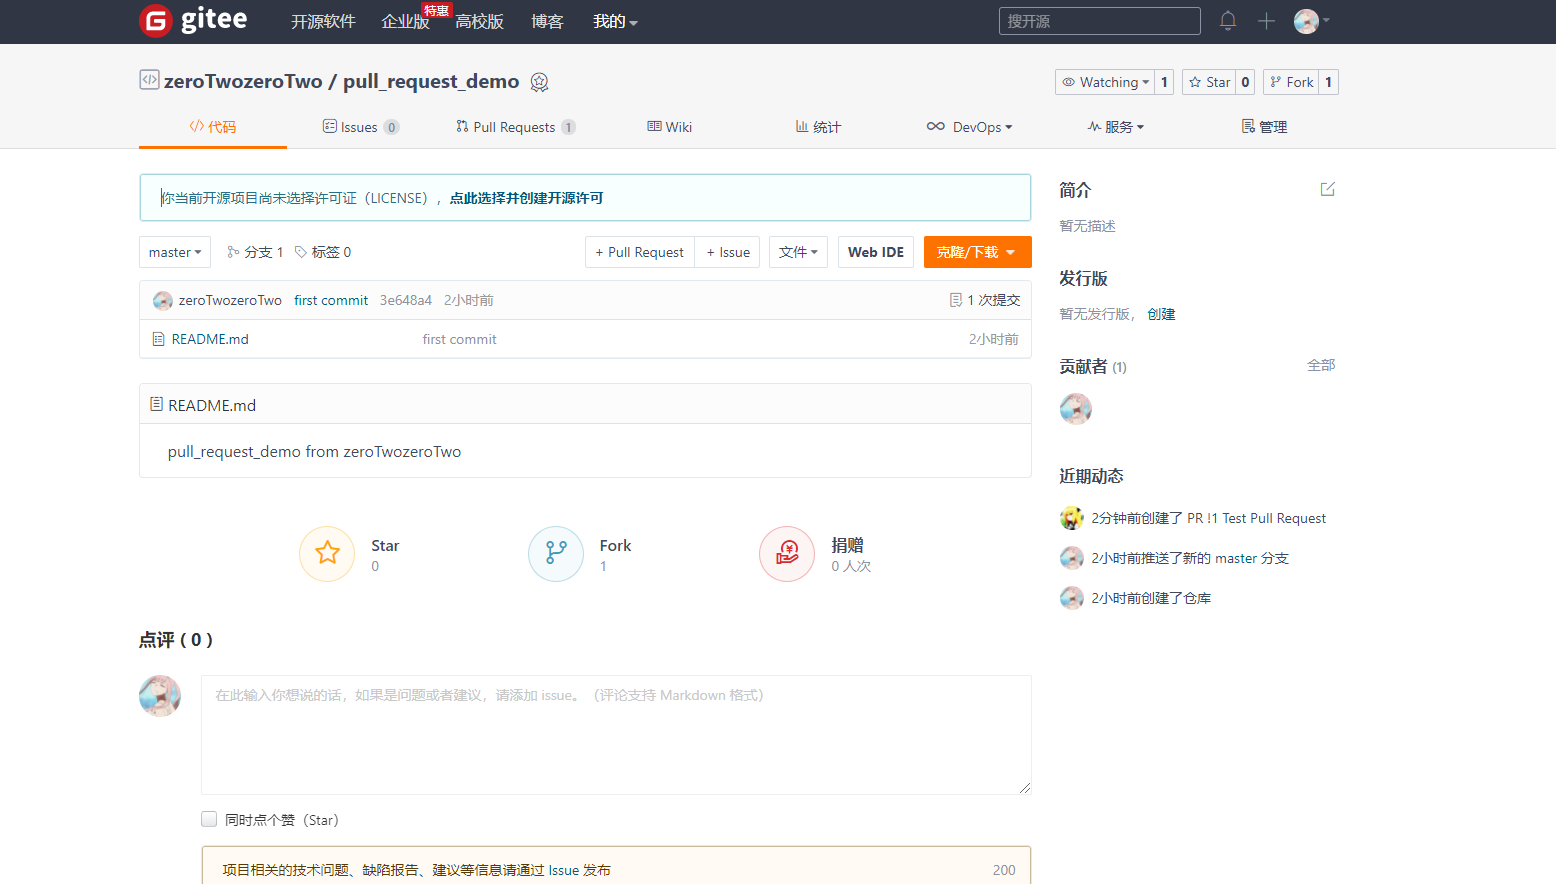 gitee 开源软件 企业版 特惠 高校版 博客 我的 搜开源
zeroTwozeroTwo / pull_request_demo Watching 1 Star 0 Fork 1
代码 Issues 0 Pull Requests 1 Wiki 统计 DevOps 服务 管理
你当前开源项目尚未选择许可证（LICENSE），点此选择并创建开源许可
master 分支 1 标签 0 + Pull Request + Issue 文件 Web IDE 克隆/下载
zeroTwozeroTwo first commit 3e648a4 2小时前 1 次提交
README.md first commit 2小时前
README.md
pull_request_demo from zeroTwozeroTwo
Star
0
Fork
1
捐赠
0 人次
点评 ( 0 )
在此输入你想说的话，如果是问题或者建议，请添加 issue。（评论支持 Markdown 格式）
同时点个赞（Star）
项目相关的技术问题、缺陷报告、建议等信息请通过 Issue 发布 200
简介
暂无描述
发行版
暂无发行版， 创建
贡献者 (1) 全部
近期动态
2分钟前创建了 PR !1 Test Pull Request
2小时前推送了新的 master 分支
2小时前创建了仓库